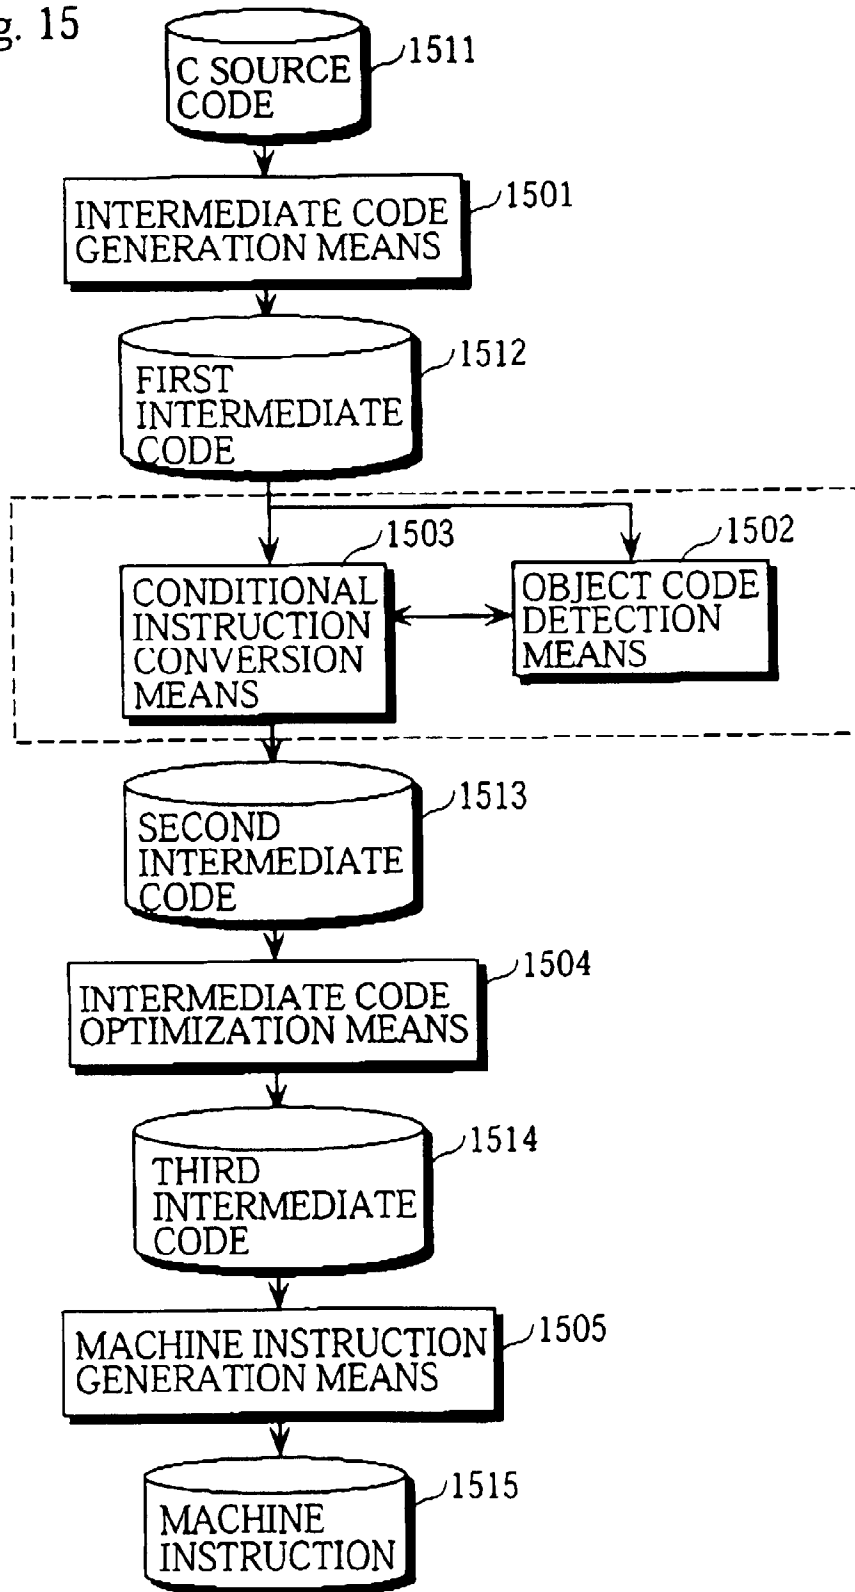 g. 15
C SOURCE
CODE
1511
INTERMEDIATE CODE
GENERATION MEANS
1501
FIRST
INTERMEDIATE
CODE
1512
1503
CONDITIONAL
INSTRUCTION
CONVERSION
MEANS
1502
OBJECT CODE
DETECTION
MEANS
SECOND
INTERMEDIATE
CODE
1513
INTERMEDIATE CODE
OPTIMIZATION MEANS
1504
THIRD
INTERMEDIATE
CODE
1514
MACHINE INSTRUCTION
GENERATION MEANS
1505
MACHINE
INSTRUCTION
1515